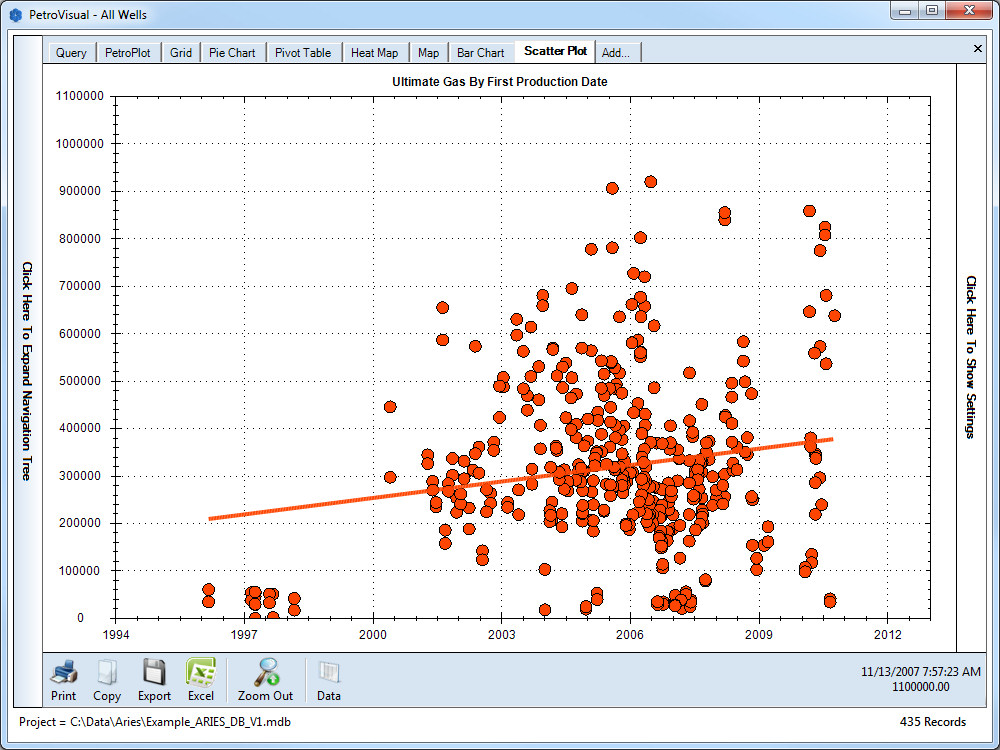 PetroVisual - All Wells
Query PetroPlot Grid Pie Chart Pivot Table Heat Map Map Bar Chart Scatter Plot Add...
Ultimate Gas By First Production Date
1100000
1000000
900000
800000
700000
600000
500000
400000
300000
200000
100000
0
1994 1997 2000 2003 2006 2009 2012
Click Here To Expand Navigation Tree
Click Here To Show Settings
Print Copy Export Excel Zoom Out Data
11/13/2007 7:57:23 AM
1100000.00
Project = C:\Data\Aries\Example_ARIES_DB_V1.mdb
435 Records